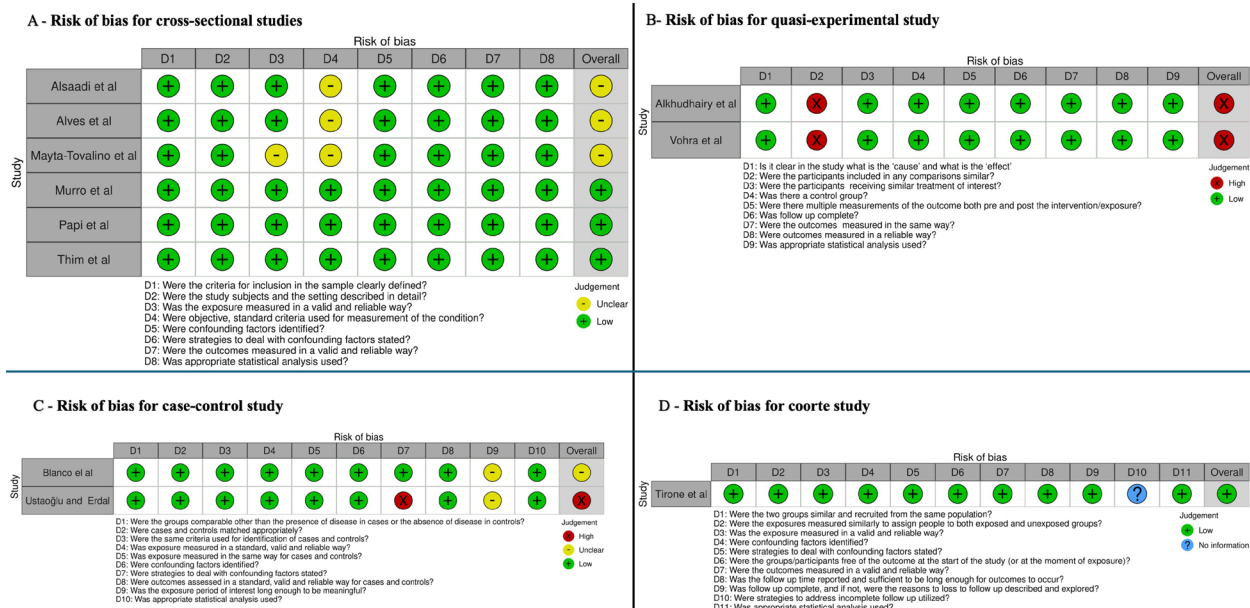 A - Risk of bias for cross-sectional studies
Risk of bias
D1 D2 D3 D4 D5 D6 D7 D8 Overall
Study
Alsaadi et al + + + - + + + + -
Alves et al + + + - + + + + -
Mayta-Tovalino et al + + - - + + + + -
Murro et al + + + + + + + + +
Papi et al + + + + + + + + +
Thim et al + + + + + + + + +
D1: Were the criteria for inclusion in the sample clearly defined?
D2: Were the study subjects and the setting described in detail?
D3: Was the exposure measured in a valid and reliable way?
D4: Were objective, standard criteria used for measurement of the condition?
D5: Were confounding factors identified?
D6: Were strategies to deal with confounding factors stated?
D7: Were the outcomes measured in a valid and reliable way?
D8: Was appropriate statistical analysis used?
Judgement
- Unclear
+ Low
B- Risk of bias for quasi-experimental study
Risk of bias
D1 D2 D3 D4 D5 D6 D7 D8 D9 Overall
Study
Alkhudhairy et al + X + + + + + + + X
Vohra et al + X + + + + + + + X
D1: Is it clear in the study what is the 'cause' and what is the 'effect'
D2: Were the participants included in any comparisons similar?
D3: Were the participants receiving similar treatment of interest?
D4: Was there a control group?
D5: Were there multiple measurements of the outcome both pre and post the intervention/exposure?
D6: Was follow up complete?
D7: Were the outcomes measured in the same way?
D8: Were outcomes measured in a reliable way?
D9: Was appropriate statistical analysis used?
Judgement
X High
+ Low
C - Risk of bias for case-control study
Risk of bias
D1 D2 D3 D4 D5 D6 D7 D8 D9 D10 Overall
Study
Blanco et al + + + + + + + + - + -
Ustaoğlu and Erdal + + + + + + X + - + X
D1: Were the groups comparable other than the presence of disease in cases or the absence of disease in controls?
D2: Were cases and controls matched appropriately?
D3: Were the same criteria used for identification of cases and controls?
D4: Was exposure measured in a standard, valid and reliable way?
D5: Was exposure measured in the same way for cases and controls?
D6: Were confounding factors identified?
D7: Were strategies to deal with confounding factors stated?
D8: Were outcomes assessed in a standard, valid and reliable way for cases and controls?
D9: Was the exposure period of interest long enough to be meaningful?
D10: Was appropriate statistical analysis used?
Judgement
X High
- Unclear
+ Low
D - Risk of bias for coorte study
Risk of bias
D1 D2 D3 D4 D5 D6 D7 D8 D9 D10 D11 Overall
Study
Tirone et al + + + + + + + + + ? + +
D1: Were the two groups similar and recruited from the same population?
D2: Were the exposures measured similarly to assign people to both exposed and unexposed groups?
D3: Was the exposure measured in a valid and reliable way?
D4: Were confounding factors identified?
D5: Were strategies to deal with confounding factors stated?
D6: Were the groups/participants free of the outcome at the start of the study (or at the moment of exposure)?
D7: Were the outcomes measured in a valid and reliable way?
D8: Was the follow up time reported and sufficient to be long enough for outcomes to occur?
D9: Was follow up complete, and if not, were the reasons to loss to follow up described and explored?
D10: Were strategies to address incomplete follow up utilized?
D11: Was appropriate statistical analysis used?
Judgement
+ Low
? No information